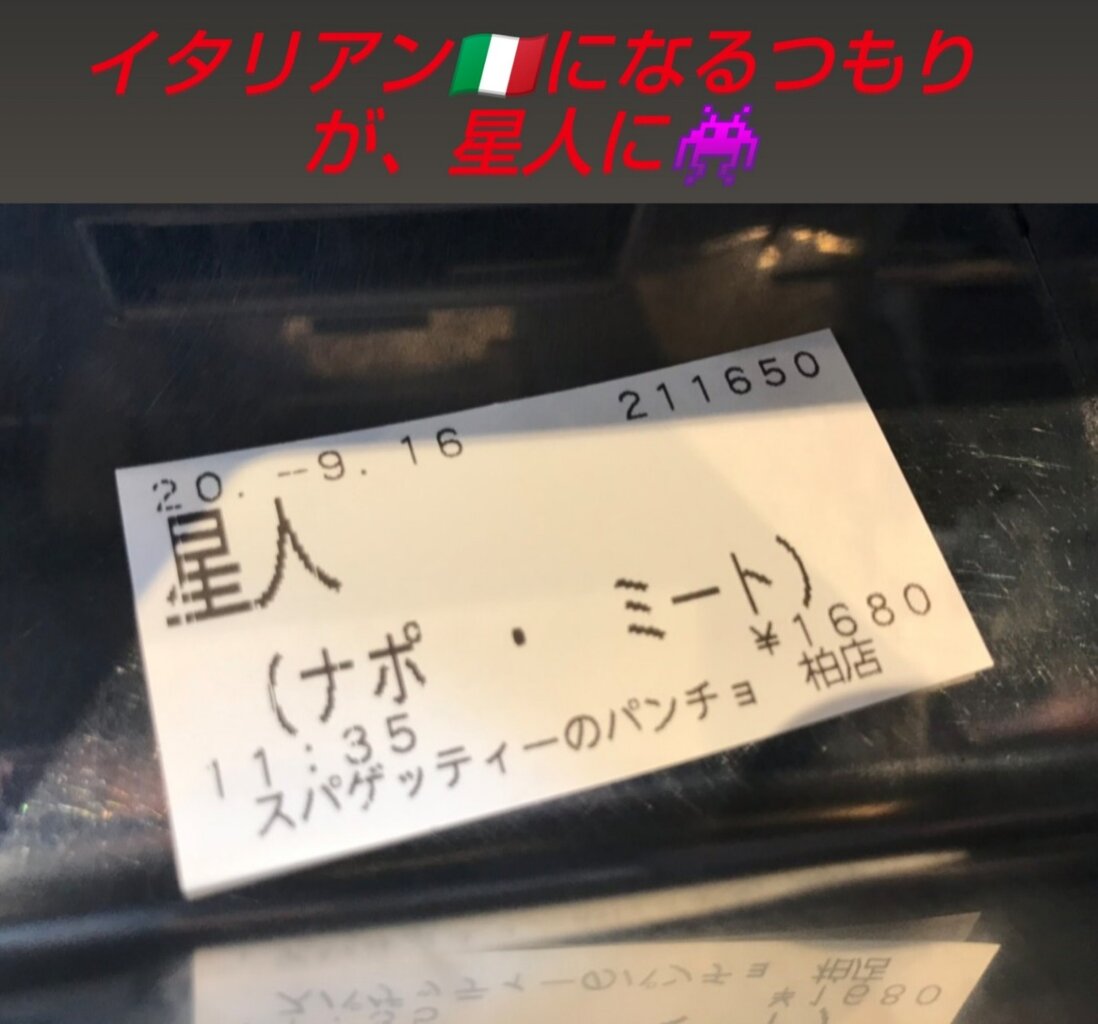 イタリアン🇮🇹になるつもり
が、星人に👾
20.--9.16 211650
星人
(ナポ・ミート)
¥1680
11:35 柏店
スパゲッティーのパンチョ